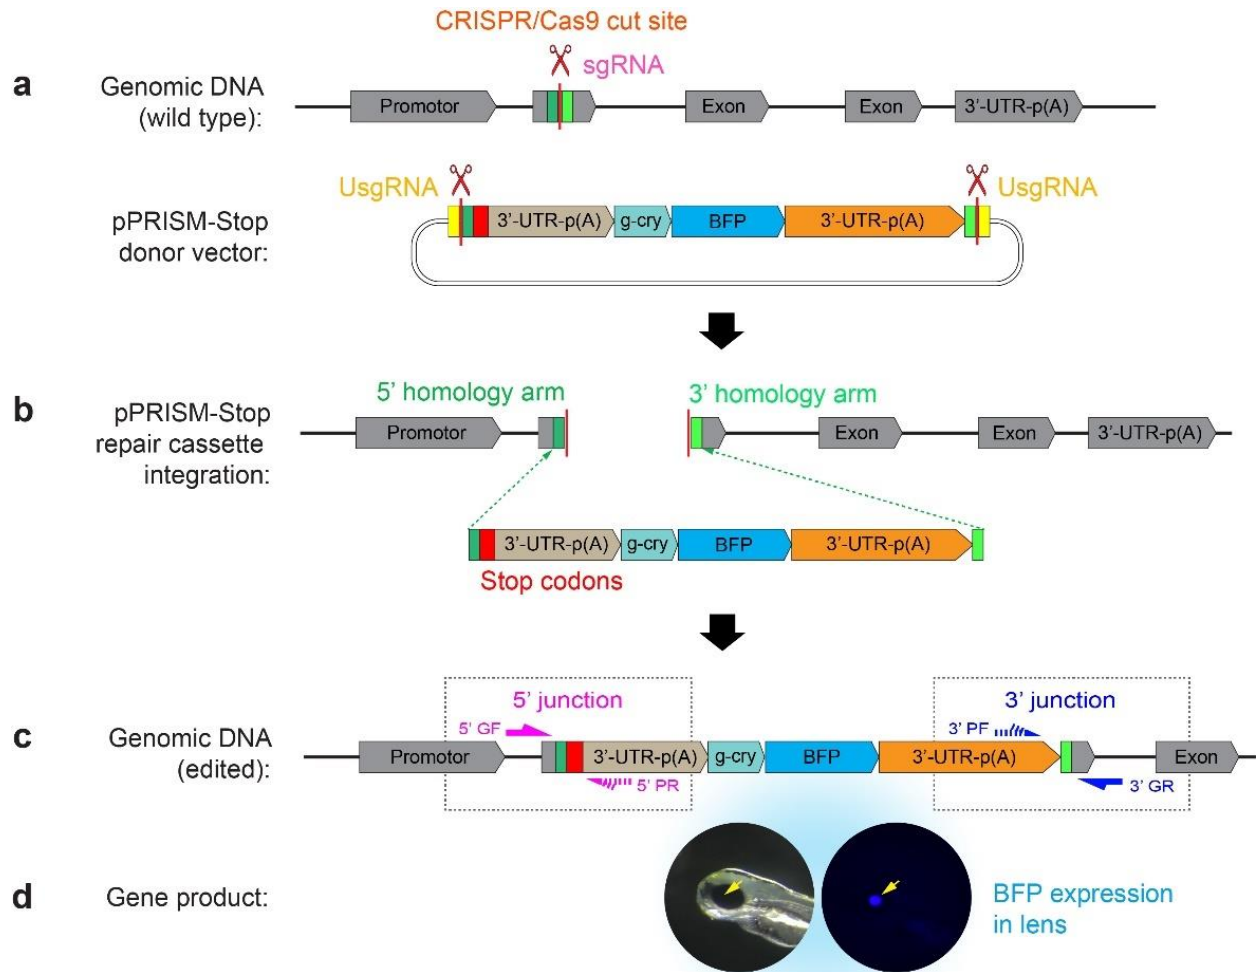 CRISPR/Cas9 cut site
sgRNA
a
Genomic DNA
(wild type):
Promotor
Exon
Exon
3'-UTR-p(A)
UsgRNA
UsgRNA
pPRISM-Stop
donor vector:
3'-UTR-p(A)
g-cry
BFP
3'-UTR-p(A)
5' homology arm
3' homology arm
b
pPRISM-Stop
repair cassette
integration:
Promotor
Exon
Exon
3'-UTR-p(A)
3'-UTR-p(A)
g-cry
BFP
3'-UTR-p(A)
Stop codons
5' junction
3' junction
5' GF
3' PF
c
Genomic DNA
(edited):
Promotor
3'-UTR-p(A)
g-cry
BFP
3'-UTR-p(A)
Exon
5' PR
3' GR
d
Gene product:
BFP expression
in lens